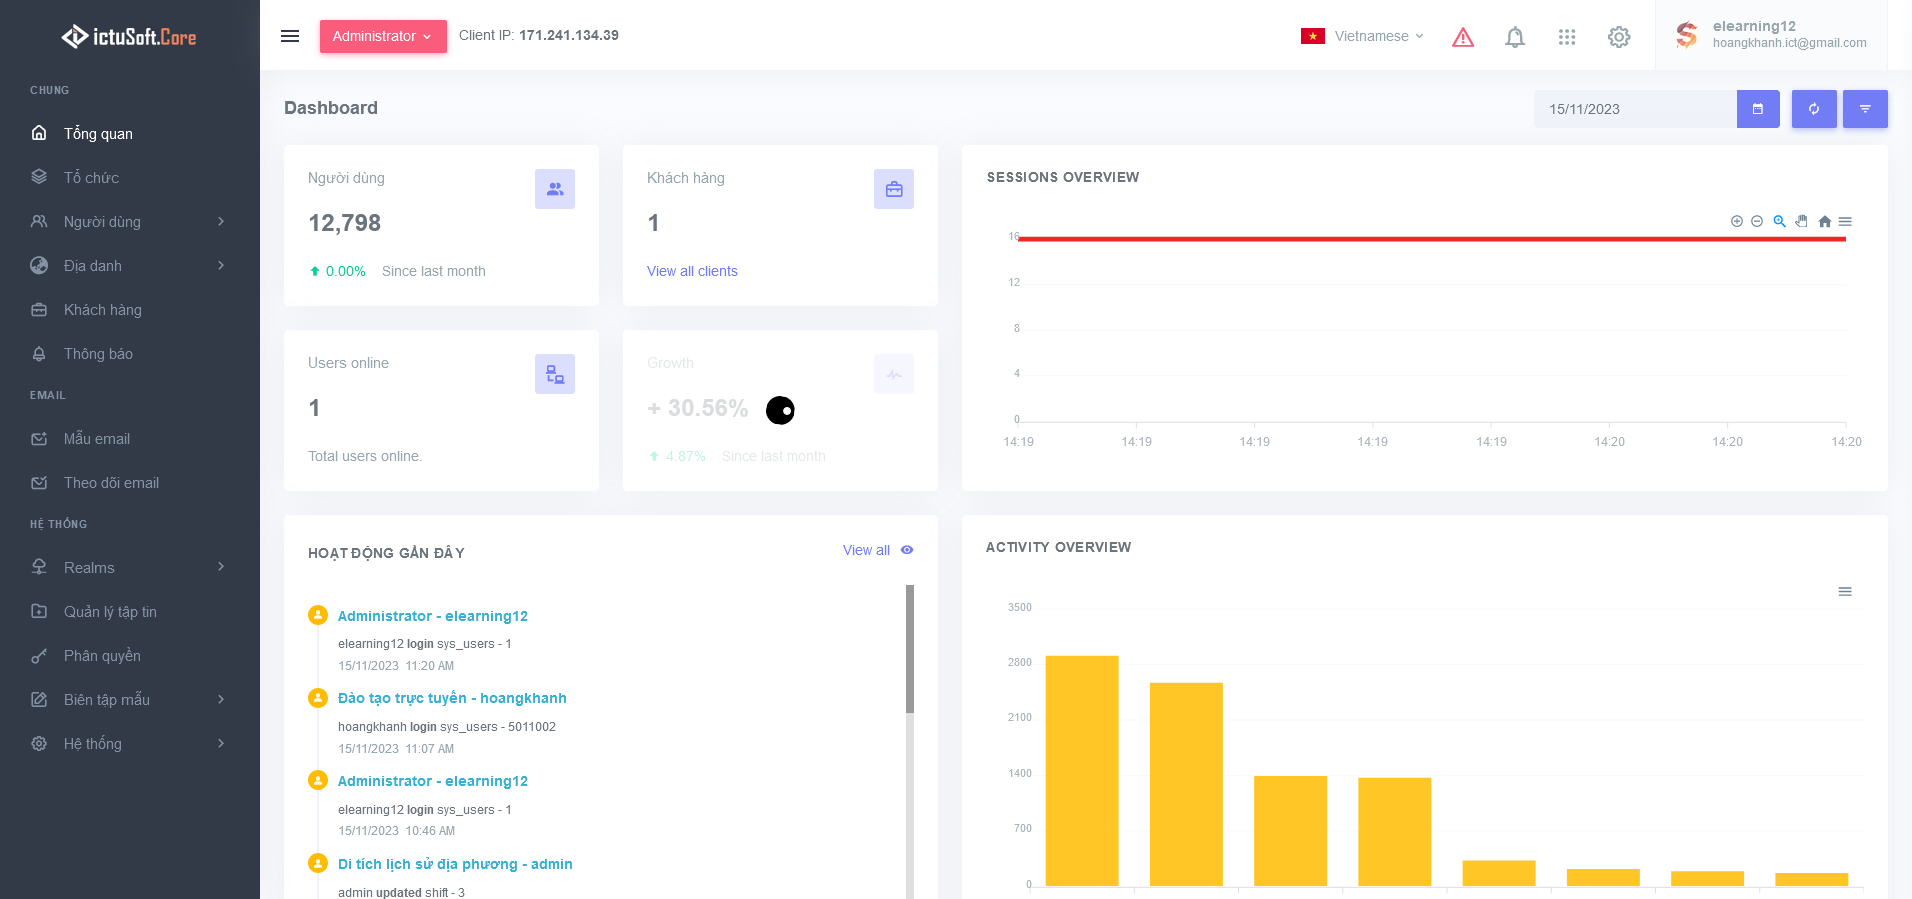 ictuSoft.Core
CHUNG
Tổng quan
Tổ chức
Người dùng
Địa danh
Khách hàng
Thông báo
EMAIL
Mẫu email
Theo dõi email
HỆ THỐNG
Realms
Quản lý tập tin
Phân quyền
Biên tập mẫu
Hệ thống
Administrator
Client IP: 171.241.134.39
Vietnamese
elearning12
hoangkhanh.ict@gmail.com
Dashboard
15/11/2023
Người dùng
12,798
0.00% Since last month
Khách hàng
1
View all clients
Users online
1
Total users online.
Growth
+ 30.56%
4.87% Since last month
SESSIONS OVERVIEW
16
12
8
4
0
14:19 14:19 14:19 14:19 14:19 14:20 14:20 14:20
HOẠT ĐỘNG GẦN ĐÂY
View all
Administrator - elearning12
elearning12 login sys_users - 1
15/11/2023 11:20 AM
Đào tạo trực tuyến - hoangkhanh
hoangkhanh login sys_users - 5011002
15/11/2023 11:07 AM
Administrator - elearning12
elearning12 login sys_users - 1
15/11/2023 10:46 AM
Di tích lịch sử địa phương - admin
admin updated shift - 3
ACTIVITY OVERVIEW
3500
2800
2100
1400
700
0